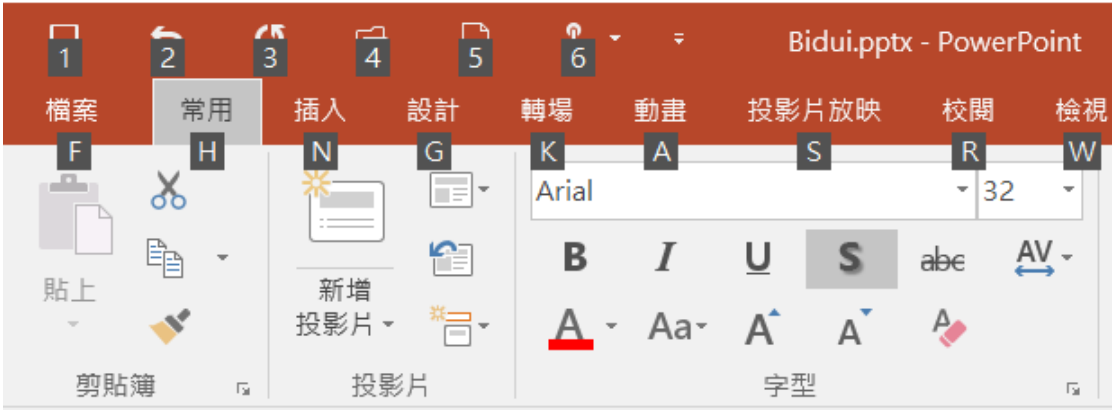 Bidui.pptx - PowerPoint
1 2 3 4 5 6
檔案 常用 插入 設計 轉場 動畫 投影片放映 校閱 檢視
F H N G K A S R W
Arial 32
B I U S abc AV
貼上 新增
投影片 A Aa A A A
剪貼簿 投影片 字型